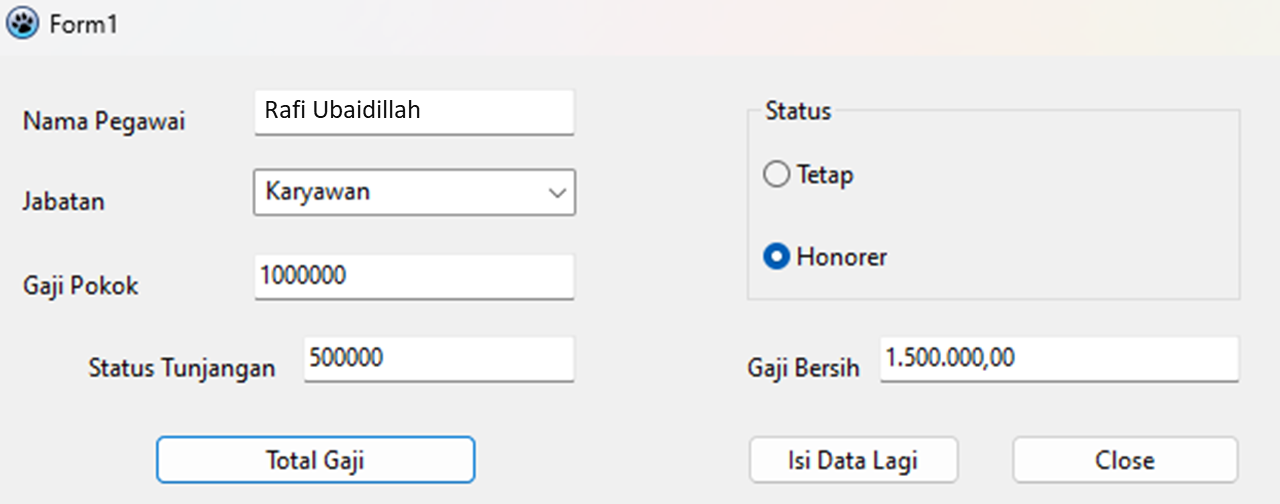 Form1
Nama Pegawai
Rafi Ubaidillah
Jabatan
Karyawan
Gaji Pokok
1000000
Status Tunjangan
500000
Total Gaji
Status
Tetap
Honorer
Gaji Bersih
1.500.000,00
Isi Data Lagi
Close